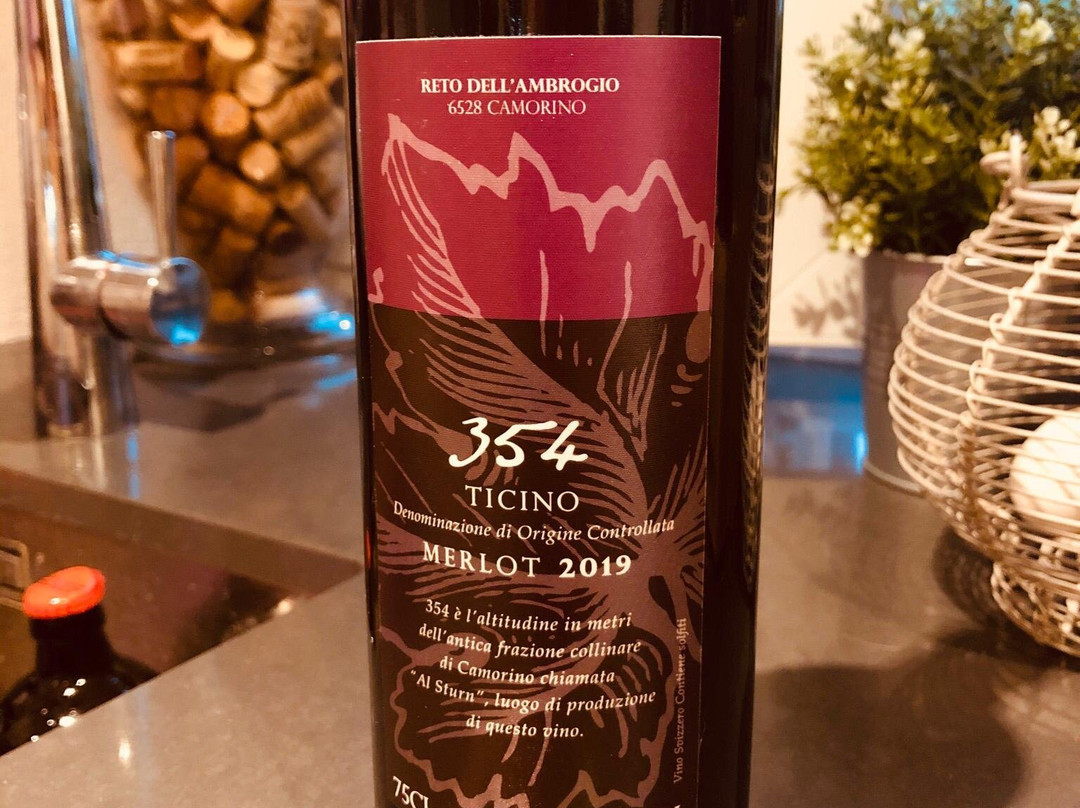 RETO DELL'AMBROGIO
6528 CAMORINO
354
TICINO
Denominazione di Origine Controllata
MERLOT 2019
354 è l'altitudine in metri
dell'antica frazione collinare
di Camorino chiamata
"Al Sturn", luogo di produzione
di questo vino.
Vino Svizzero Contiene solfiti
75CL